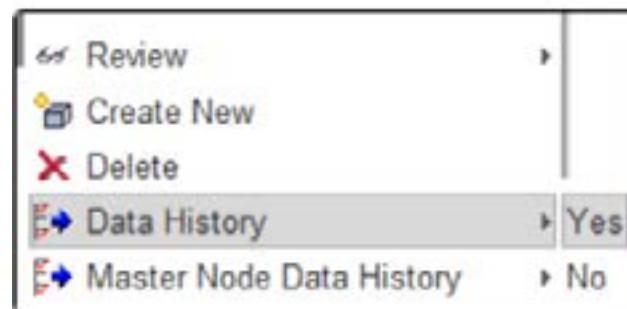 Review
Create New
Delete
Data History Yes
Master Node Data History No